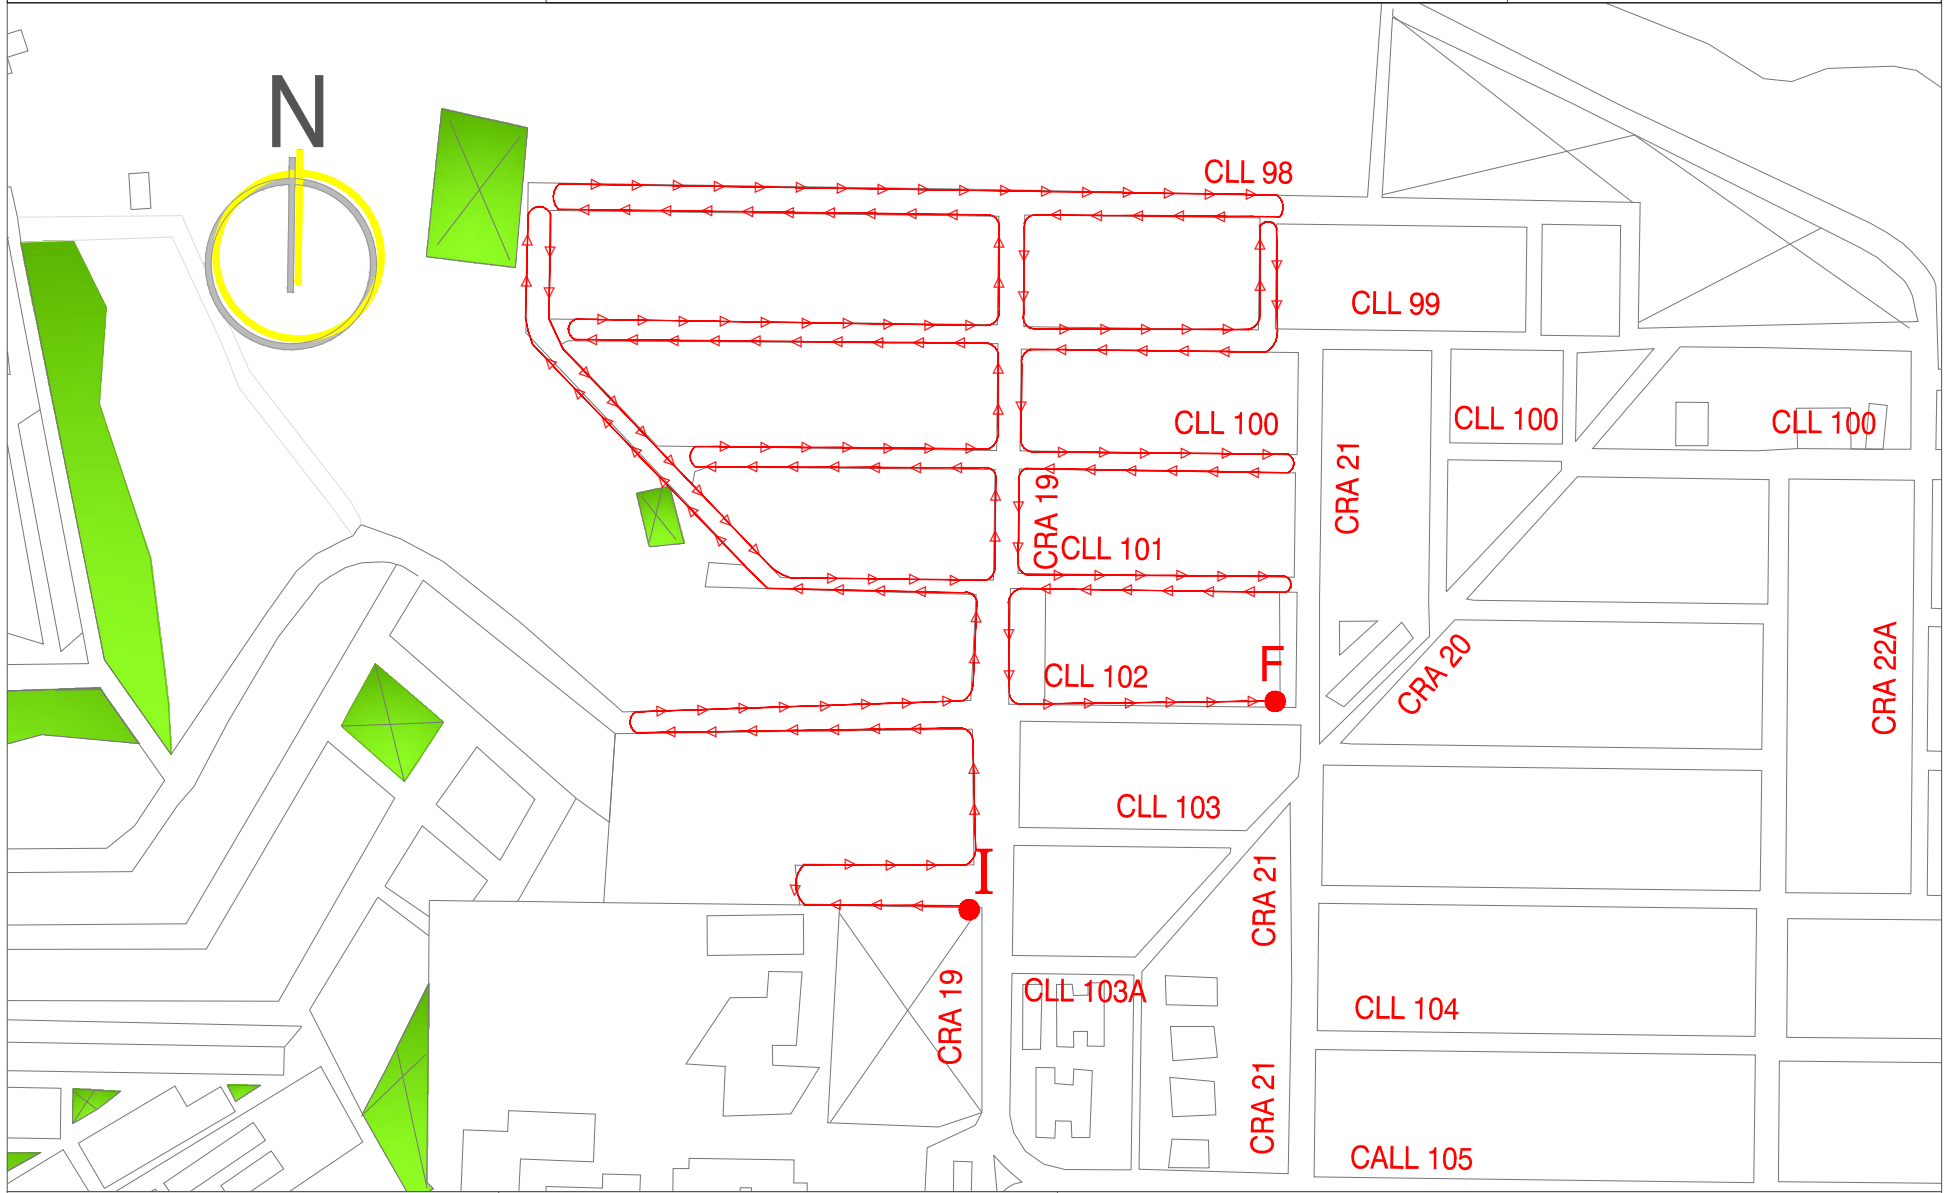 N
CLL 98
CLL 99
CLL 100
CLL 100
CLL 100
CRA 21
CRA 19
CLL 101
F
CLL 102
CRA 20
CRA 22A
CLL 103
I
CRA 21
CRA 19
CLL 103A
CLL 104
CRA 21
CALL 105